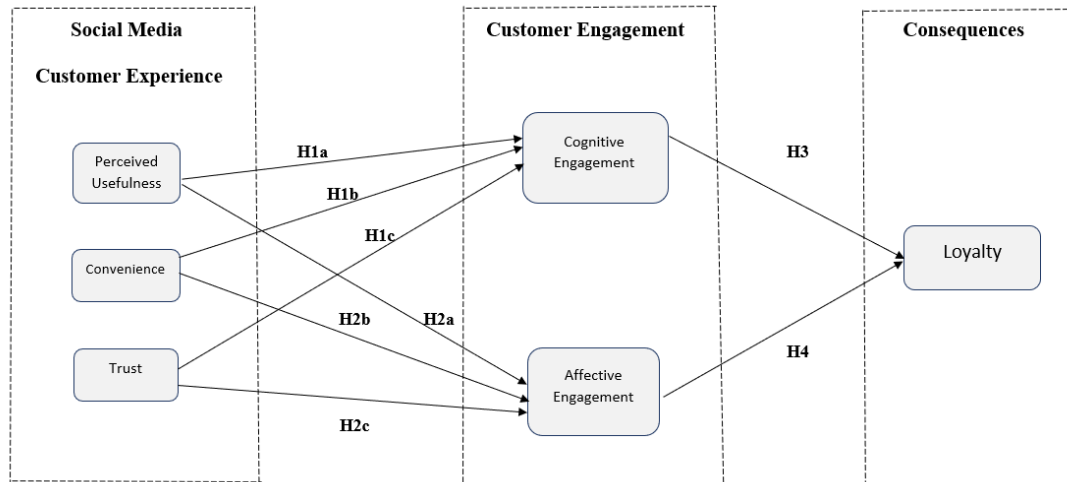 Social Media
Customer Experience
Customer Engagement
Consequences
Perceived
Usefulness
Convenience
Trust
H1a
H1b
H1c
H2a
H2b
H2c
Cognitive
Engagement
Affective
Engagement
H3
H4
Loyalty